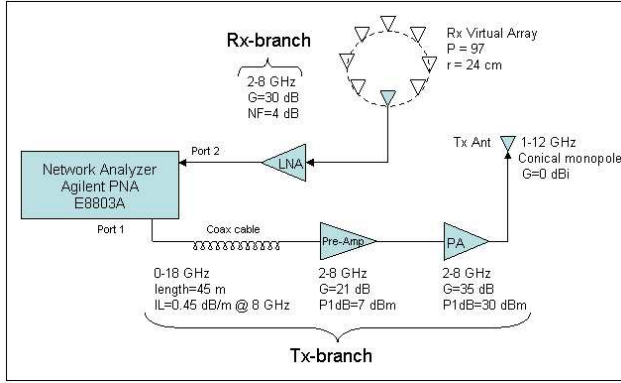 Rx-branch
2-8 GHz
G=30 dB
NF=4 dB
Rx Virtual Array
P = 97
r = 24 cm
Tx Ant
1-12 GHz
Conical monopole
G=0 dBi
Port 2
LNA
Network Analyzer
Agilent PNA
E8803A
Port 1
Coax cable
Pre-Amp
PA
0-18 GHz
length=45 m
IL=0.45 dB/m @ 8 GHz
2-8 GHz
G=21 dB
P1dB=7 dBm
2-8 GHz
G=35 dB
P1dB=30 dBm
Tx-branch